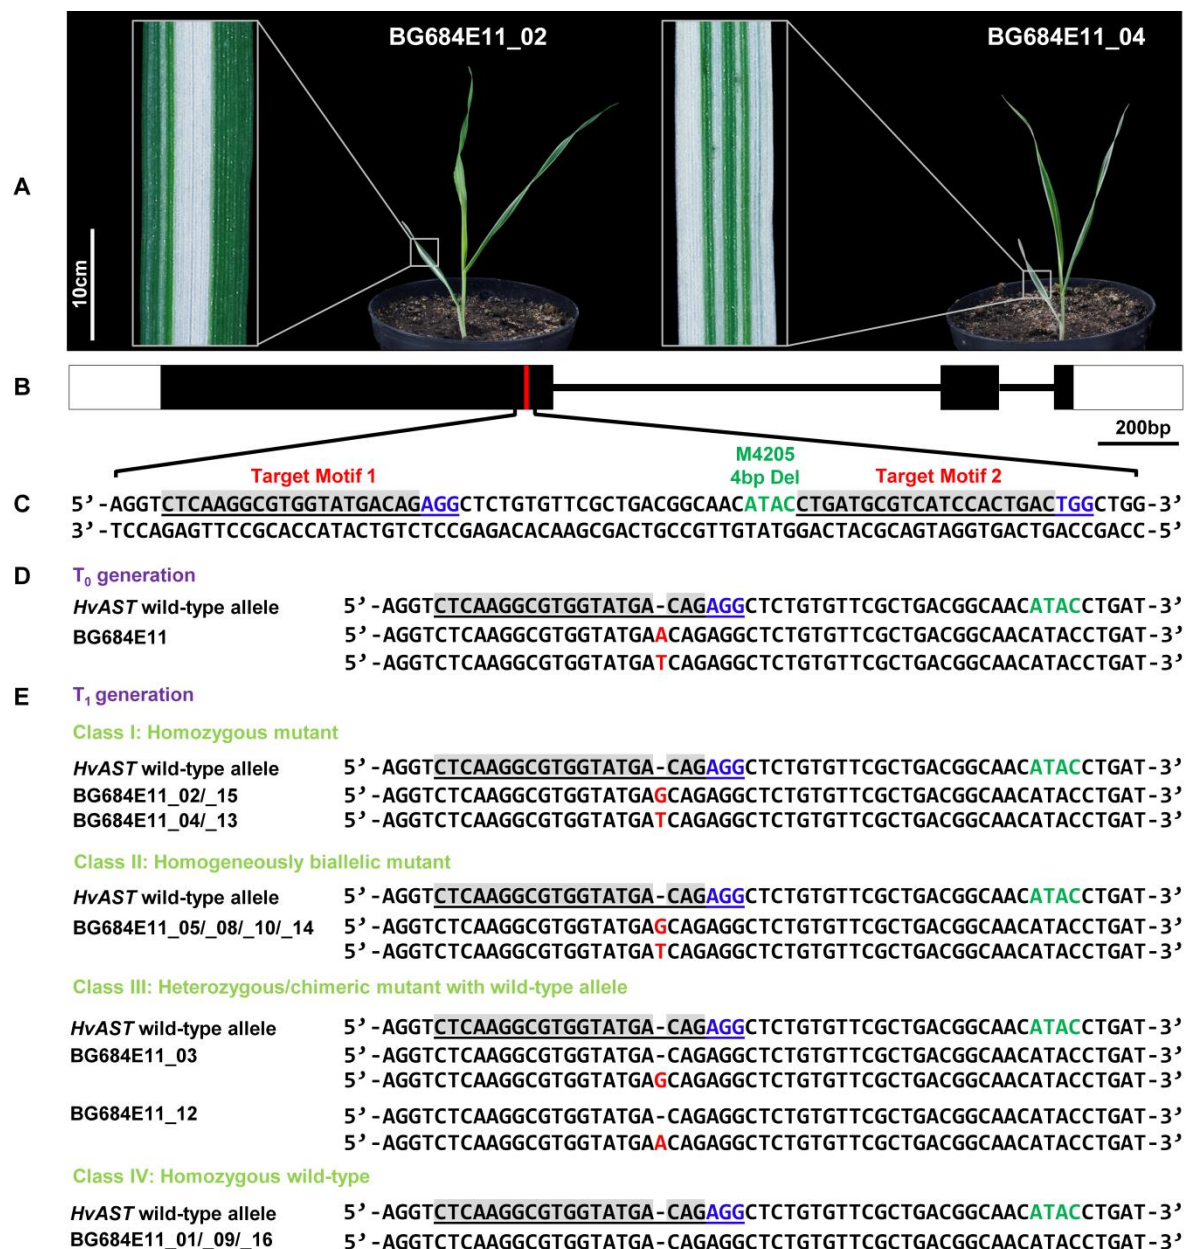 BG684E11_02 BG684E11_04
A
10cm
B
200bp
M4205
Target Motif 1 4bp Del Target Motif 2
C 5’-AGGTCTCAAGGCGTGGTATGACAGAGGCTCTGTGTTCGCTGACGGCAACATACCTGATGCGTCATCCACTGACTGGCTGG-3’
3’-TCCAGAGTTCCGCACCATACTGTCTCCGAGACACAAGCGACTGCCGTTGTATGGACTACGCAGTAGGTGACTGACCGACC-5’
D T0 generation
HvAST wild-type allele 5’-AGGTCTCAAGGCGTGGTATGA-CAGAGGCTCTGTGTTCGCTGACGGCAACATACCTGAT-3’
BG684E11 5’-AGGTCTCAAGGCGTGGTATGAACAGAGGCTCTGTGTTCGCTGACGGCAACATACCTGAT-3’
5’-AGGTCTCAAGGCGTGGTATGATCAGAGGCTCTGTGTTCGCTGACGGCAACATACCTGAT-3’
E T1 generation
Class I: Homozygous mutant
HvAST wild-type allele 5’-AGGTCTCAAGGCGTGGTATGA-CAGAGGCTCTGTGTTCGCTGACGGCAACATACCTGAT-3’
BG684E11_02/_15 5’-AGGTCTCAAGGCGTGGTATGAGCAGAGGCTCTGTGTTCGCTGACGGCAACATACCTGAT-3’
BG684E11_04/_13 5’-AGGTCTCAAGGCGTGGTATGATCAGAGGCTCTGTGTTCGCTGACGGCAACATACCTGAT-3’
Class II: Homogeneously biallelic mutant
HvAST wild-type allele 5’-AGGTCTCAAGGCGTGGTATGA-CAGAGGCTCTGTGTTCGCTGACGGCAACATACCTGAT-3’
BG684E11_05/_08/_10/_14 5’-AGGTCTCAAGGCGTGGTATGAGCAGAGGCTCTGTGTTCGCTGACGGCAACATACCTGAT-3’
5’-AGGTCTCAAGGCGTGGTATGATCAGAGGCTCTGTGTTCGCTGACGGCAACATACCTGAT-3’
Class III: Heterozygous/chimeric mutant with wild-type allele
HvAST wild-type allele 5’-AGGTCTCAAGGCGTGGTATGA-CAGAGGCTCTGTGTTCGCTGACGGCAACATACCTGAT-3’
BG684E11_03 5’-AGGTCTCAAGGCGTGGTATGA-CAGAGGCTCTGTGTTCGCTGACGGCAACATACCTGAT-3’
5’-AGGTCTCAAGGCGTGGTATGAGCAGAGGCTCTGTGTTCGCTGACGGCAACATACCTGAT-3’
BG684E11_12 5’-AGGTCTCAAGGCGTGGTATGA-CAGAGGCTCTGTGTTCGCTGACGGCAACATACCTGAT-3’
5’-AGGTCTCAAGGCGTGGTATGAACAGAGGCTCTGTGTTCGCTGACGGCAACATACCTGAT-3’
Class IV: Homozygous wild-type
HvAST wild-type allele 5’-AGGTCTCAAGGCGTGGTATGA-CAGAGGCTCTGTGTTCGCTGACGGCAACATACCTGAT-3’
BG684E11_01/_09/_16 5’-AGGTCTCAAGGCGTGGTATGA-CAGAGGCTCTGTGTTCGCTGACGGCAACATACCTGAT-3’